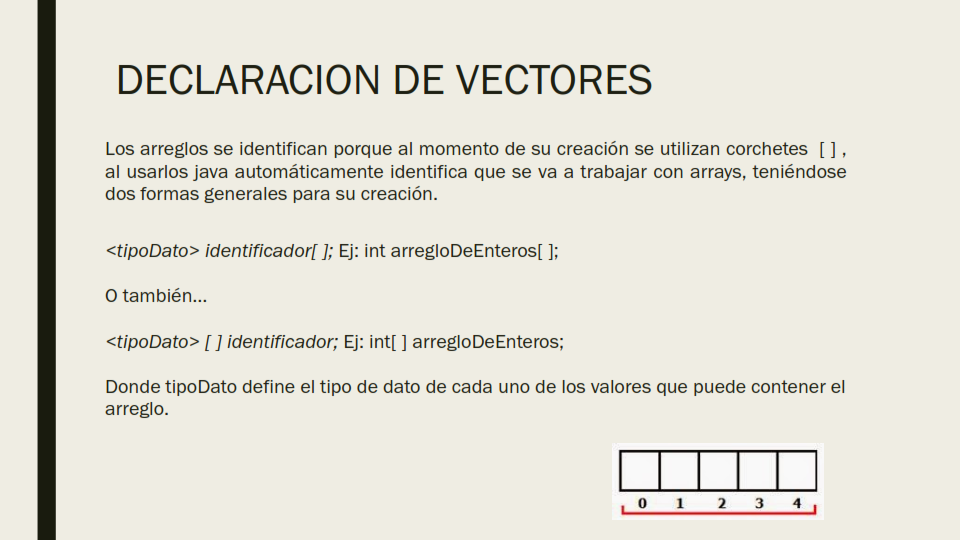 DECLARACION DE VECTORES
Los arreglos se identifican porque al momento de su creación se utilizan corchetes [ ] ,
al usarlos java automáticamente identifica que se va a trabajar con arrays, teniéndose
dos formas generales para su creación.
<tipoDato> identificador[ ]; Ej: int arregloDeEnteros[ ];
O también…
<tipoDato> [ ] identificador; Ej: int[ ] arregloDeEnteros;
Donde tipoDato define el tipo de dato de cada uno de los valores que puede contener el
arreglo.
0 1 2 3 4